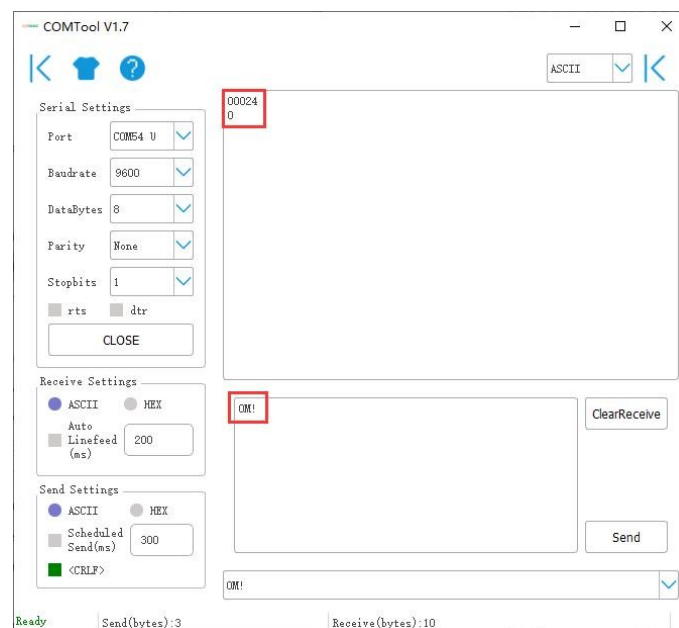 COMTool V1.7
ASCII
Serial Settings
Port COM54 U
Baudrate 9600
DataBytes 8
Parity None
Stopbits 1
rts dtr
CLOSE
00024
0
Receive Settings
ASCII HEX
Auto
Linefeed
(ms)
200
OM!
ClearReceive
Send Settings
ASCII HEX
Scheduled
Send(ms)
300
<CRLF>
Send
OM!
Ready Send(bytes):3 Receive(bytes):10